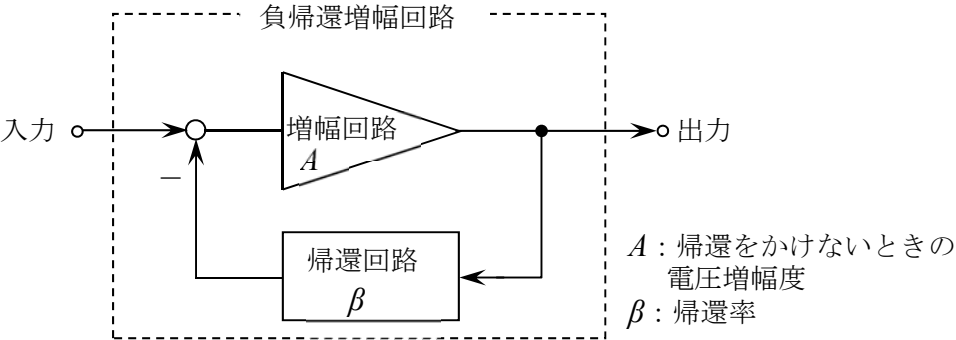 負帰還増幅回路
入力
増幅回路
A
出力
−
帰還回路
β
A：帰還をかけないときの
電圧増幅度
β：帰還率